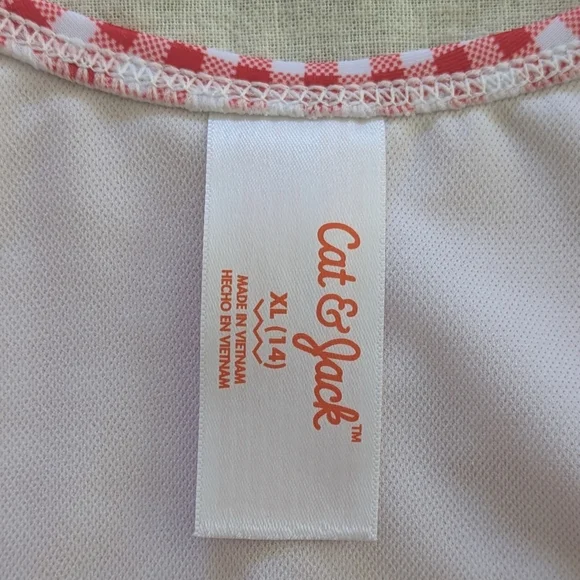 Cat & Jack™
XL (14)
MADE IN VIETNAM
HECHO EN VIETNAM